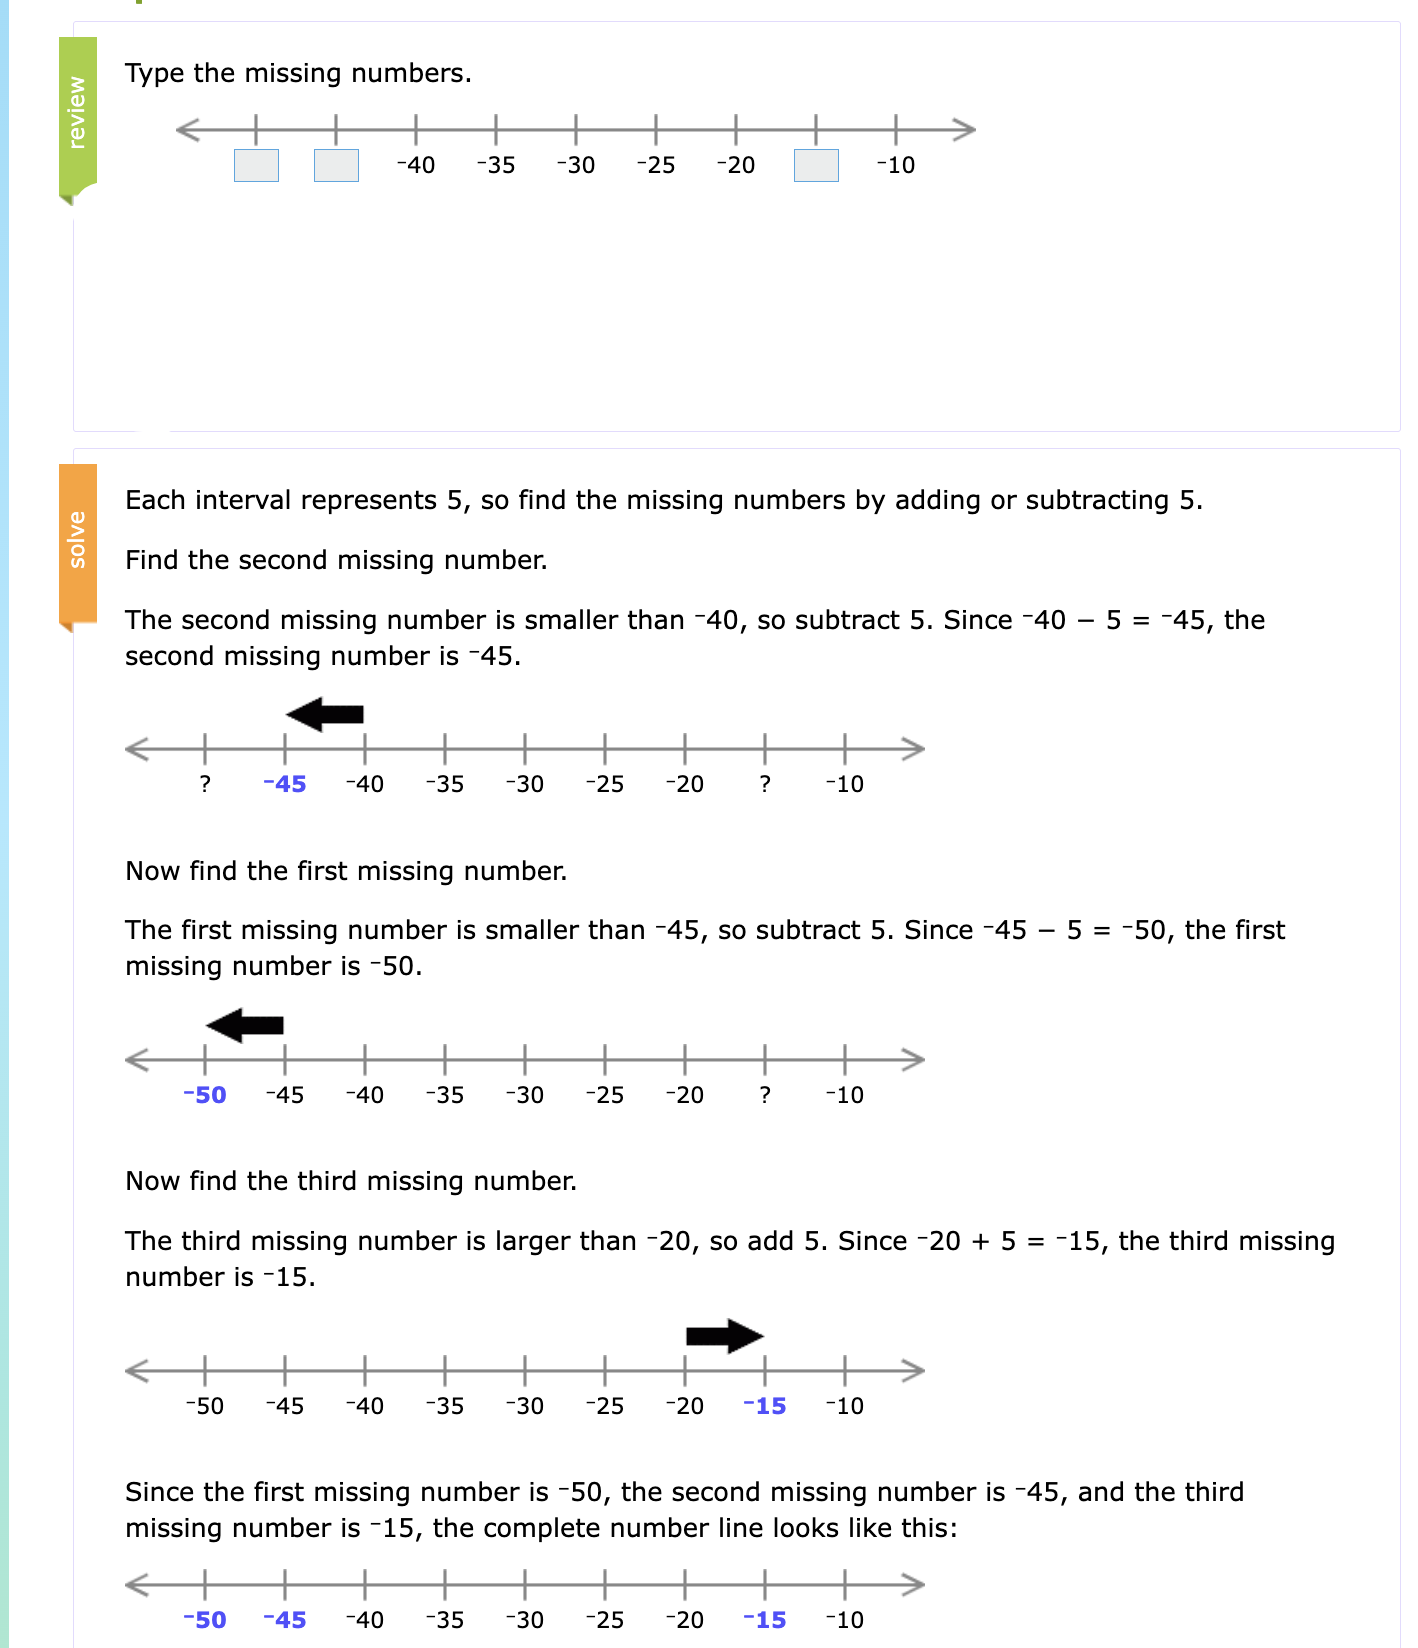 review
Type the missing numbers.
⁻40 ⁻35 ⁻30 ⁻25 ⁻20 ⁻10
solve
Each interval represents 5, so find the missing numbers by adding or subtracting 5.
Find the second missing number.
The second missing number is smaller than ⁻40, so subtract 5. Since ⁻40 − 5 = ⁻45, the
second missing number is ⁻45.
? ⁻45 ⁻40 ⁻35 ⁻30 ⁻25 ⁻20 ? ⁻10
Now find the first missing number.
The first missing number is smaller than ⁻45, so subtract 5. Since ⁻45 − 5 = ⁻50, the first
missing number is ⁻50.
⁻50 ⁻45 ⁻40 ⁻35 ⁻30 ⁻25 ⁻20 ? ⁻10
Now find the third missing number.
The third missing number is larger than ⁻20, so add 5. Since ⁻20 + 5 = ⁻15, the third missing
number is ⁻15.
⁻50 ⁻45 ⁻40 ⁻35 ⁻30 ⁻25 ⁻20 ⁻15 ⁻10
Since the first missing number is ⁻50, the second missing number is ⁻45, and the third
missing number is ⁻15, the complete number line looks like this:
⁻50 ⁻45 ⁻40 ⁻35 ⁻30 ⁻25 ⁻20 ⁻15 ⁻10